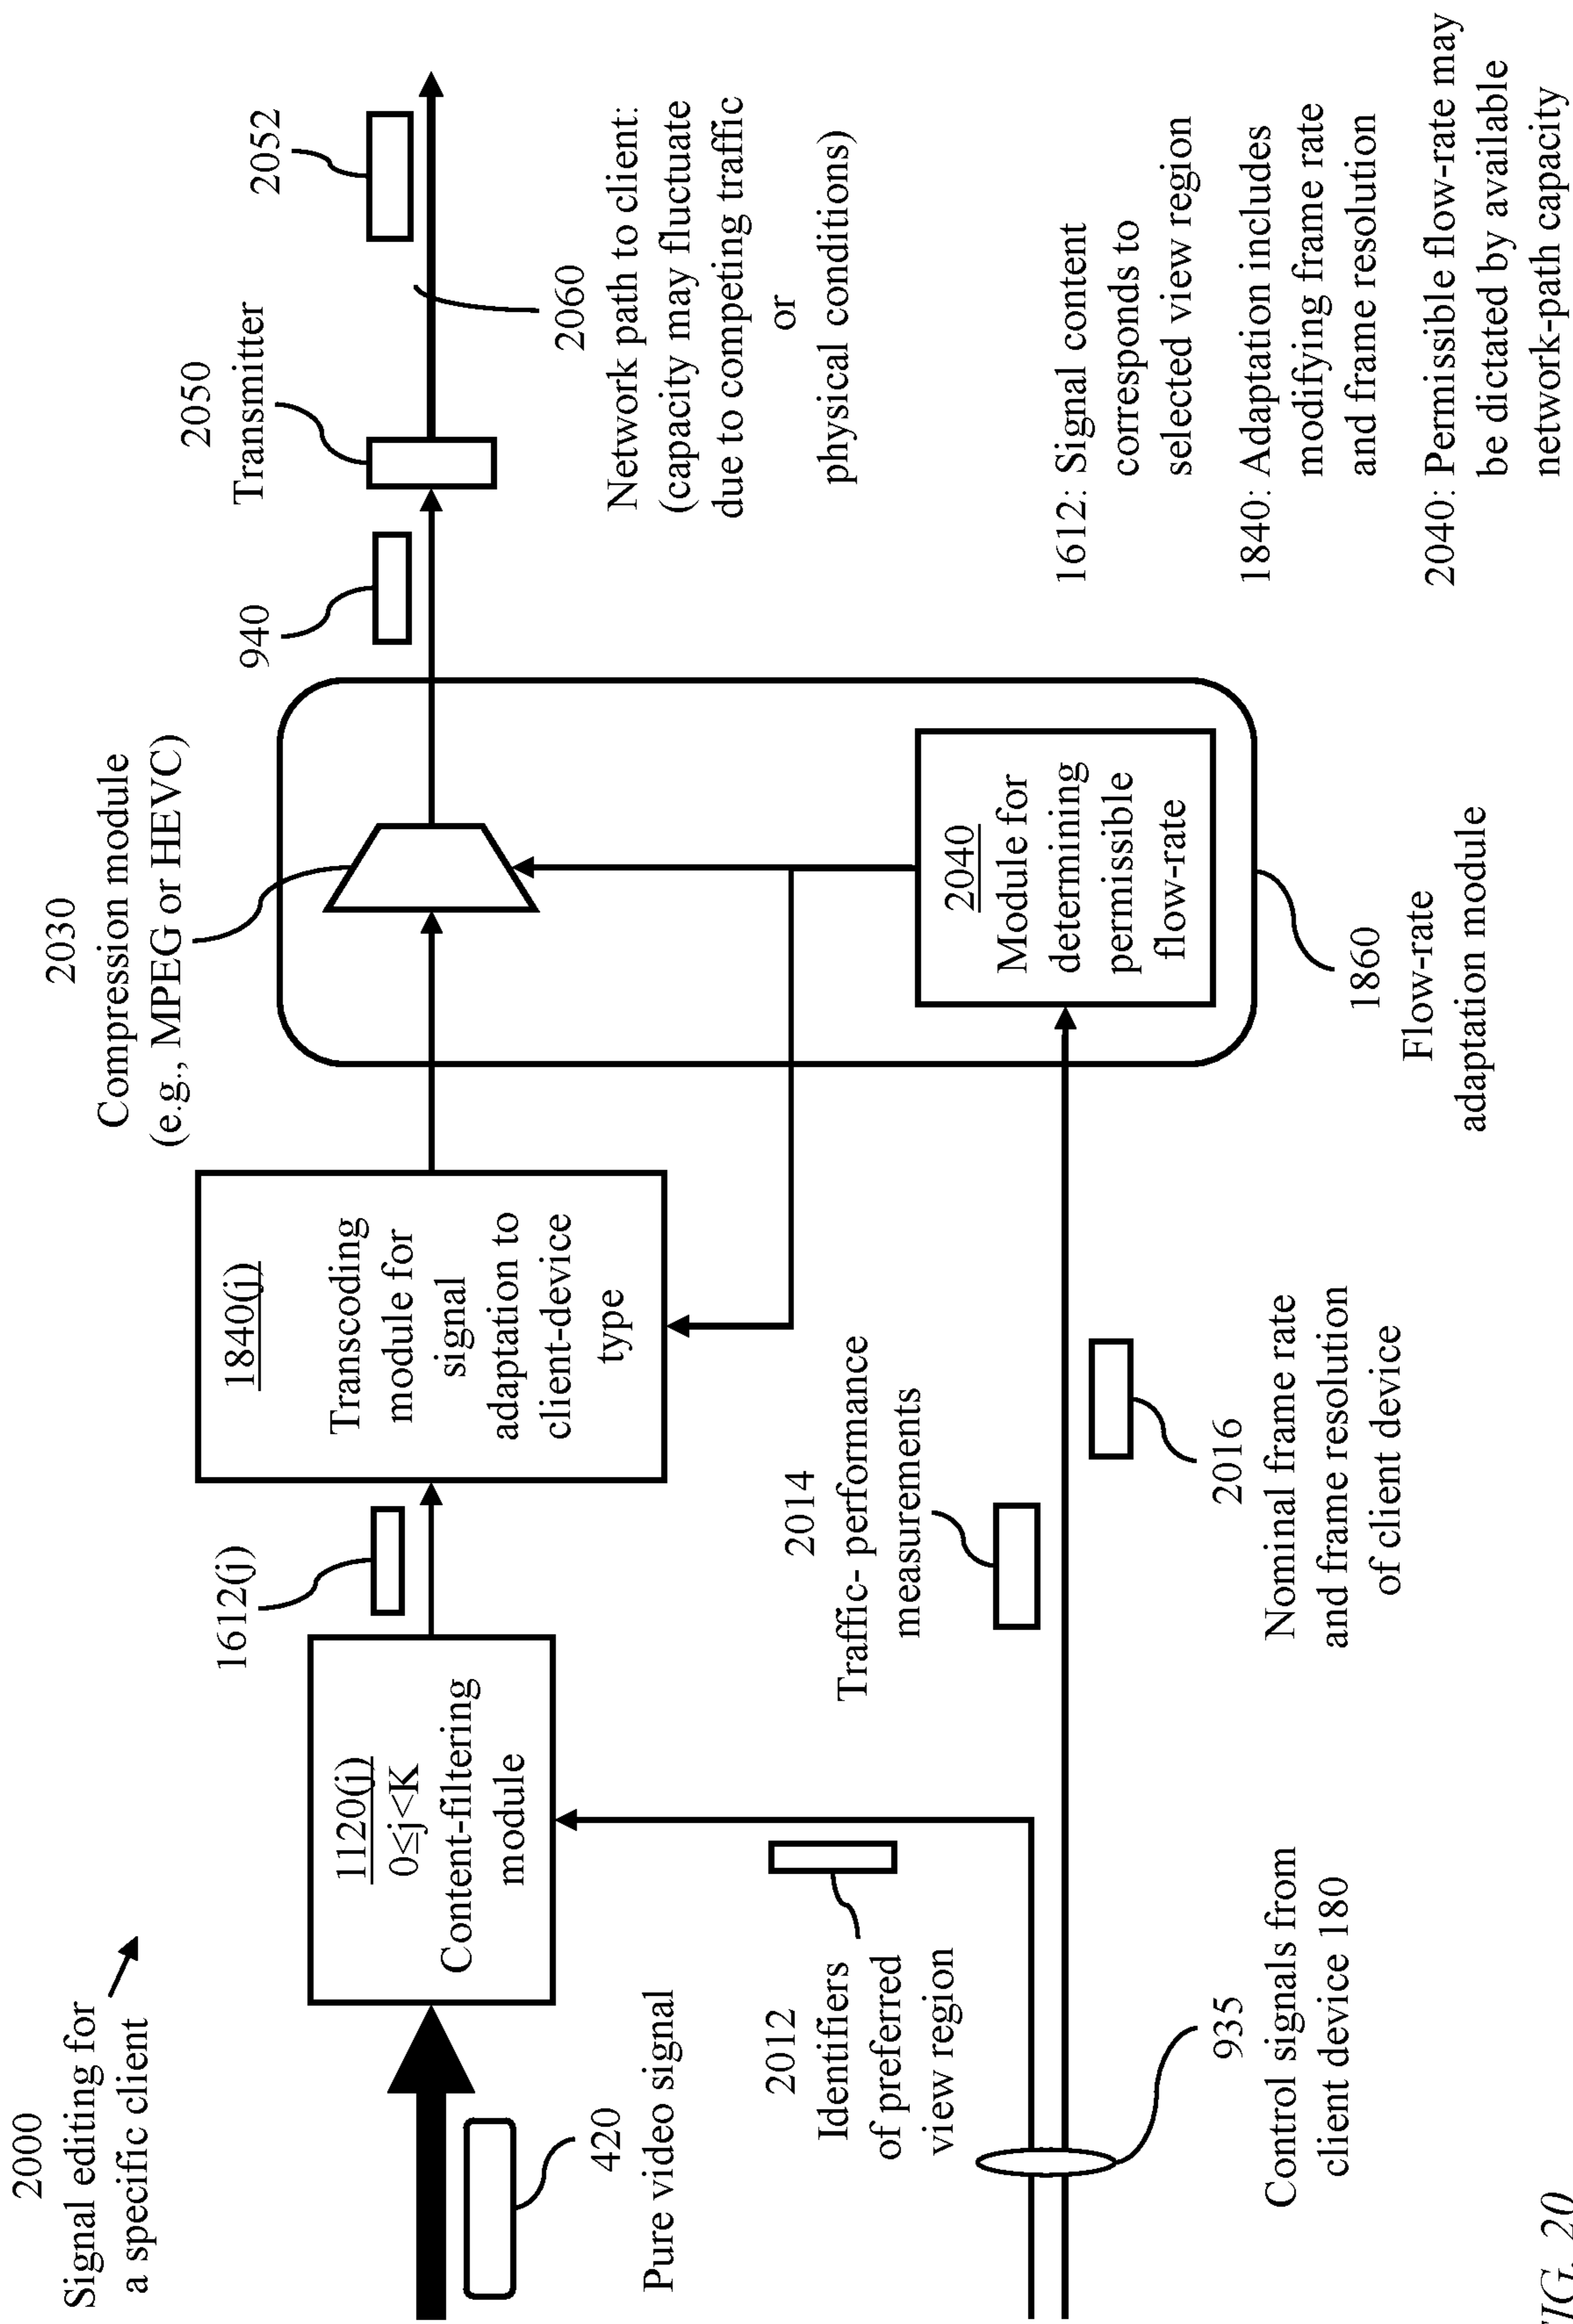 2000
Signal editing for
a specific client
420
Pure video signal
1120(j)
0≤j<K
Content-filtering
module
1612(j)
1840(j)
Transcoding
module for
signal
adaptation to
client-device
type
2030
Compression module
(e.g., MPEG or HEVC)
940
2050
Transmitter
2052
2060
Network path to client:
(capacity may fluctuate
due to competing traffic
or
physical conditions)
2012
Identifiers
of preferred
view region
935
Control signals from
client device 180
2014
Traffic- performance
measurements
2016
Nominal frame rate
and frame resolution
of client device
2040
Module for
determining
permissible
flow-rate
1860
Flow-rate
adaptation module
1612: Signal content
corresponds to
selected view region
1840: Adaptation includes
modifying frame rate
and frame resolution
2040: Permissible flow-rate may
be dictated by available
network-path capacity
FIG. 20